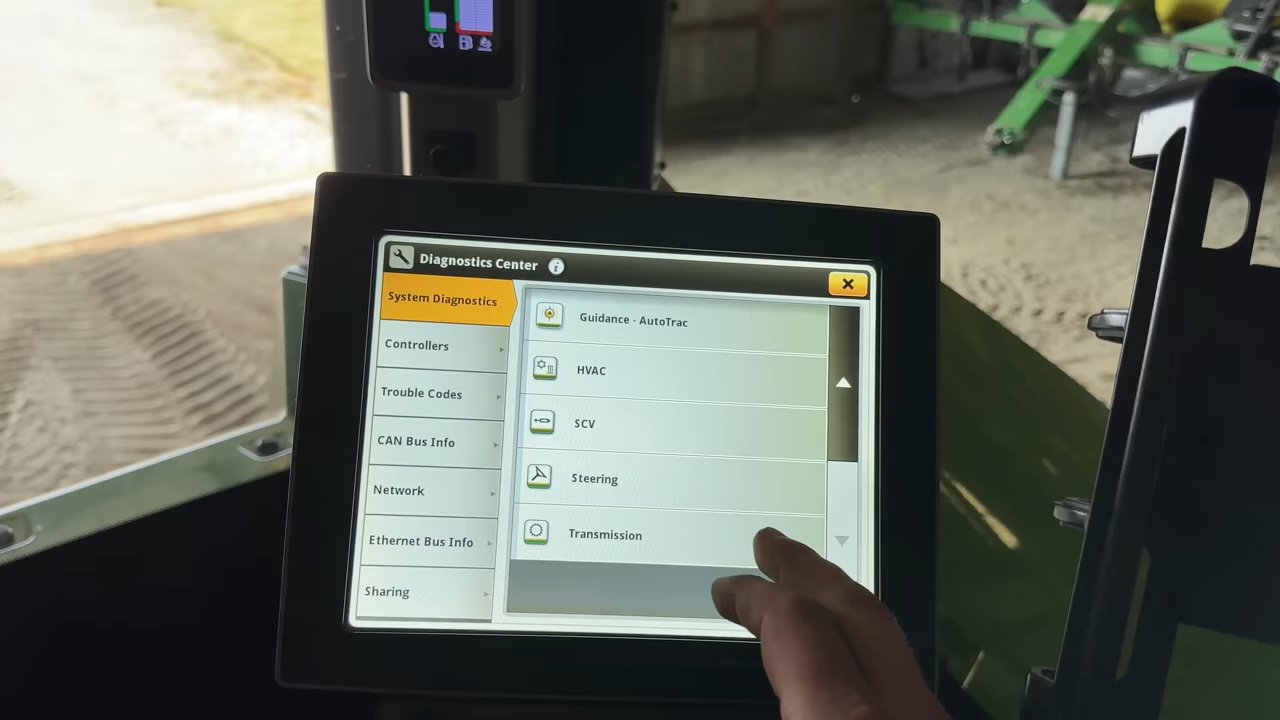 Diagnostics Center
System Diagnostics
Controllers
Trouble Codes
CAN Bus Info
Network
Ethernet Bus Info
Sharing
Guidance - AutoTrac
HVAC
SCV
Steering
Transmission